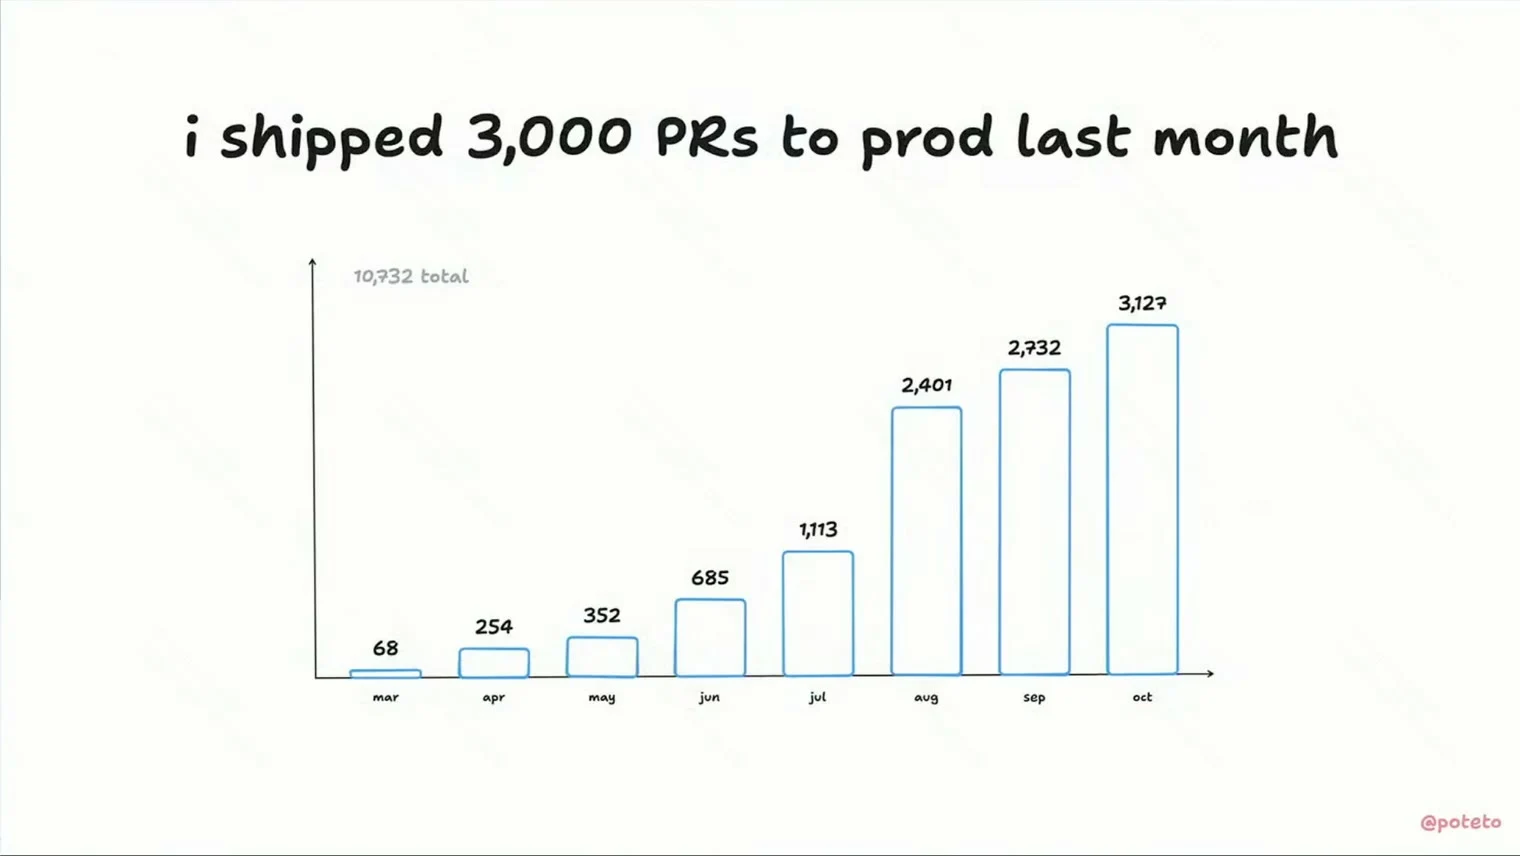 i shipped 3,000 PRs to prod last month
10,732 total
3,127
2,732
2,401
1,113
685
352
254
68
mar apr may jun jul aug sep oct
@poteto